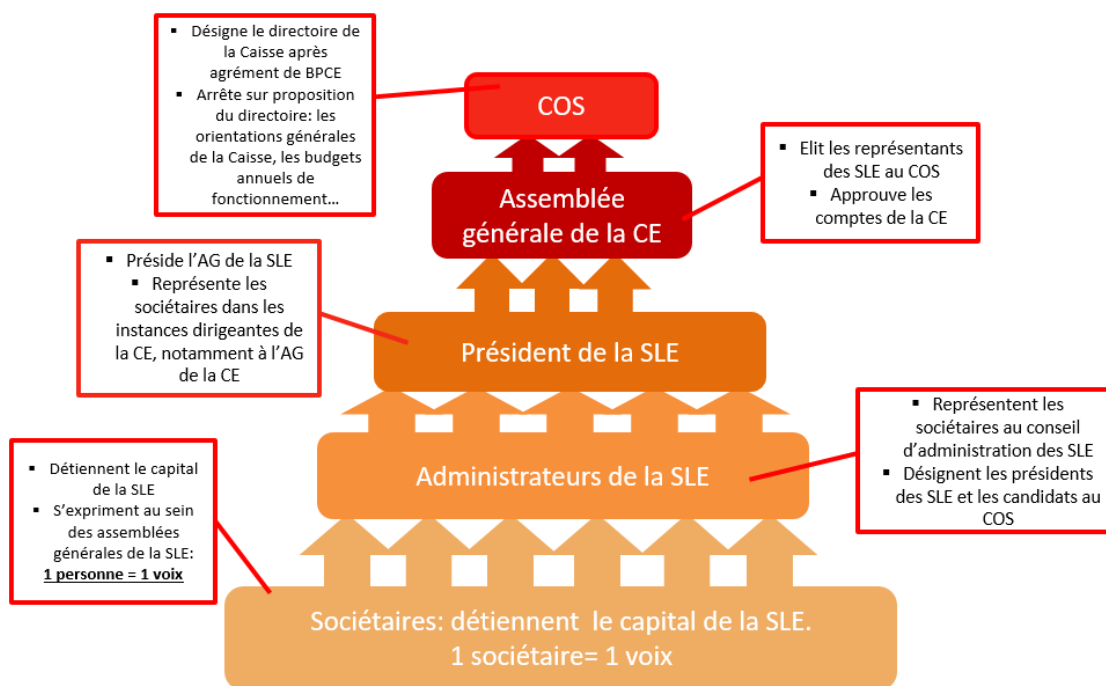 ▪ Désigne le directoire de
la Caisse après
agrément de BPCE
▪ Arrête sur proposition
du directoire: les
orientations générales
de la Caisse, les budgets
annuels de
fonctionnement…
COS
▪ Elit les représentants
des SLE au COS
▪ Approuve les
comptes de la CE
Assemblée
générale de la CE
▪ Préside l’AG de la SLE
▪ Représente les
sociétaires dans les
instances dirigeantes de
la CE, notamment à l’AG
de la CE
Président de la SLE
▪ Représentent les
sociétaires au conseil
d’administration des SLE
▪ Désignent les présidents
des SLE et les candidats au
COS
Administrateurs de la SLE
▪ Détiennent le capital
de la SLE
▪ S’expriment au sein
des assemblées
générales de la SLE:
1 personne = 1 voix
Sociétaires: détiennent le capital de la SLE.
1 sociétaire= 1 voix